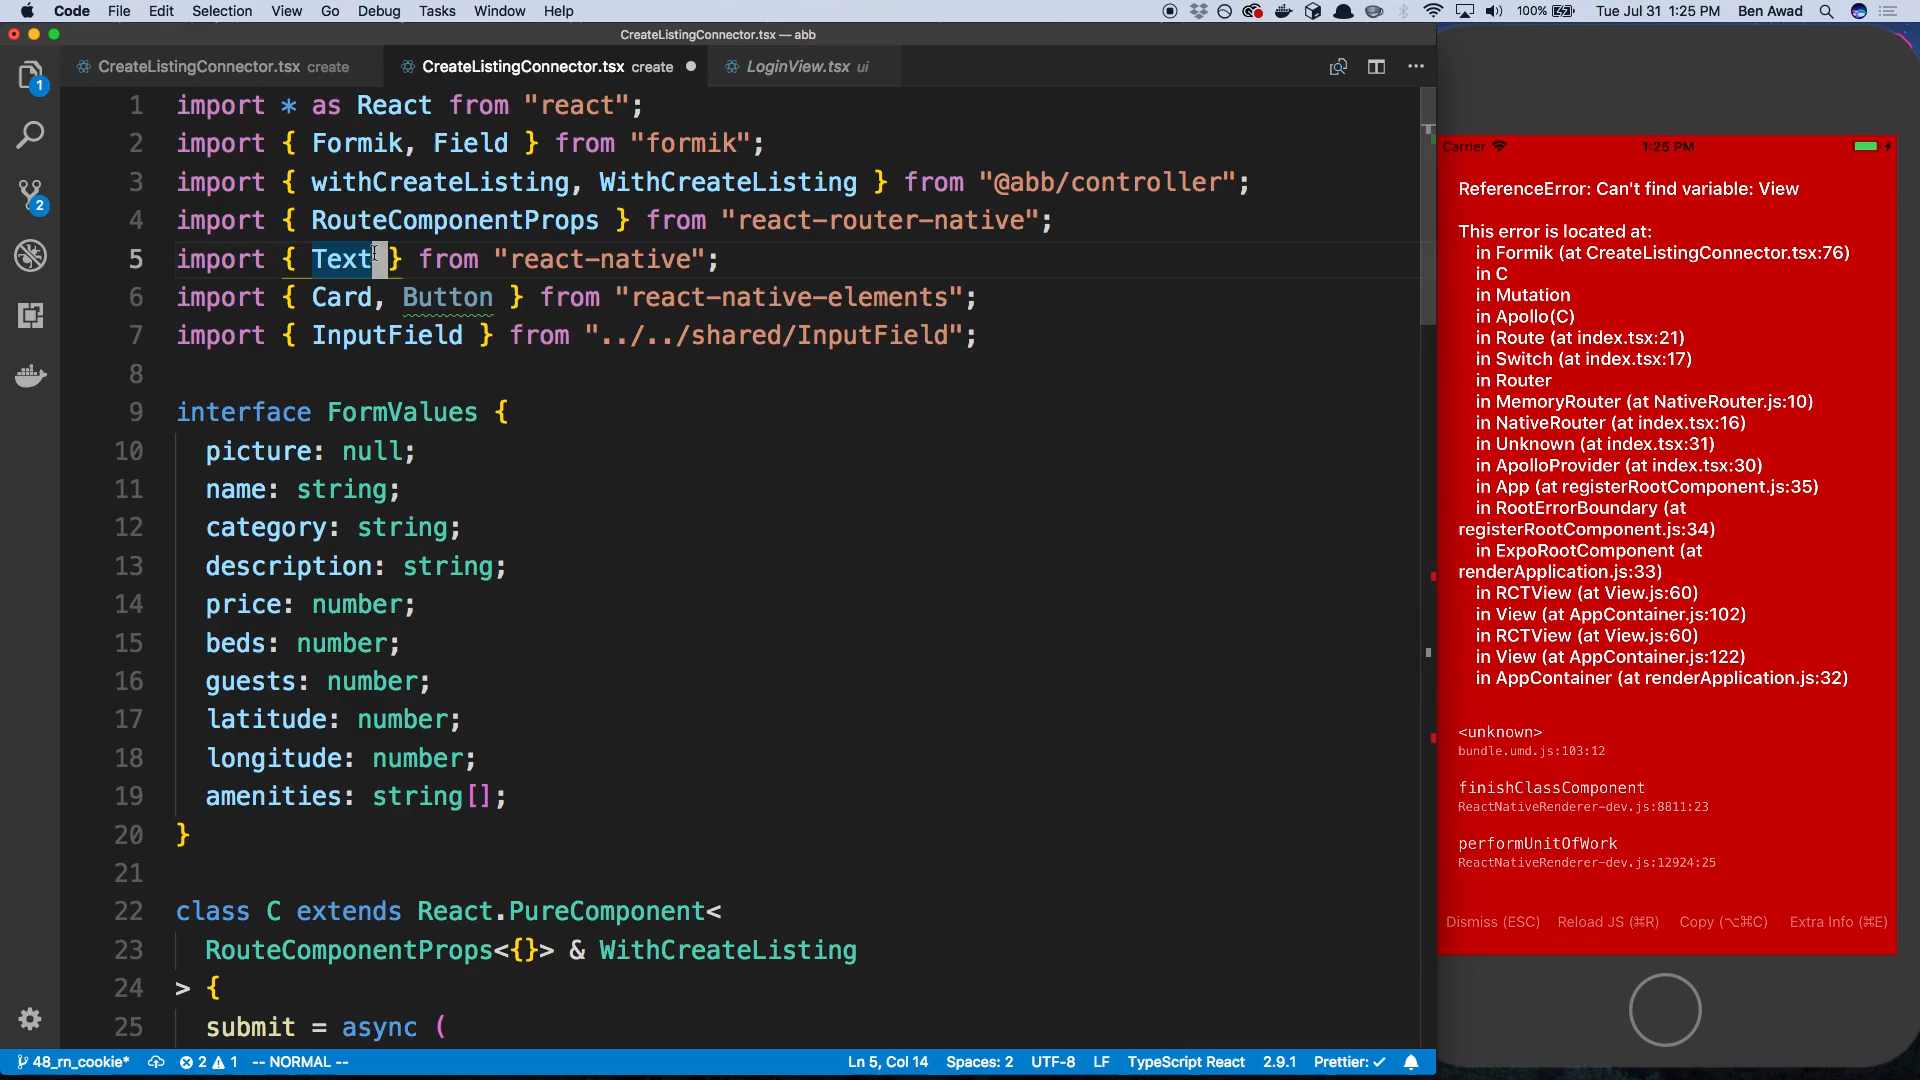 Code File Edit Selection View Go Debug Tasks Window Help 100% Tue Jul 31 1:25 PM Ben Awad
CreateListingConnector.tsx — abb
CreateListingConnector.tsx create
CreateListingConnector.tsx create
LoginView.tsx ui
1 import * as React from "react";
2 import { Formik, Field } from "formik";
3 import { withCreateListing, WithCreateListing } from "@abb/controller";
4 import { RouteComponentProps } from "react-router-native";
5 import { Text } from "react-native";
6 import { Card, Button } from "react-native-elements";
7 import { InputField } from "../../shared/InputField";
8
9 interface FormValues {
10 picture: null;
11 name: string;
12 category: string;
13 description: string;
14 price: number;
15 beds: number;
16 guests: number;
17 latitude: number;
18 longitude: number;
19 amenities: string[];
20 }
21
22 class C extends React.PureComponent<
23 RouteComponentProps<{}> & WithCreateListing
24 > {
25 submit = async (
1
2
48_rn_cookie* 2 1 -- NORMAL -- Ln 5, Col 14 Spaces: 2 UTF-8 LF TypeScript React 2.9.1 Prettier: ✓
Carrier 1:25 PM
ReferenceError: Can't find variable: View
This error is located at:
in Formik (at CreateListingConnector.tsx:76)
in C
in Mutation
in Apollo(C)
in Route (at index.tsx:21)
in Switch (at index.tsx:17)
in Router
in MemoryRouter (at NativeRouter.js:10)
in NativeRouter (at index.tsx:16)
in Unknown (at index.tsx:31)
in ApolloProvider (at index.tsx:30)
in App (at registerRootComponent.js:35)
in RootErrorBoundary (at
registerRootComponent.js:34)
in ExpoRootComponent (at
renderApplication.js:33)
in RCTView (at View.js:60)
in View (at AppContainer.js:102)
in RCTView (at View.js:60)
in View (at AppContainer.js:122)
in AppContainer (at renderApplication.js:32)
<unknown>
bundle.umd.js:103:12
finishClassComponent
ReactNativeRenderer-dev.js:8811:23
performUnitOfWork
ReactNativeRenderer-dev.js:12924:25
Dismiss (ESC) Reload JS (⌘R) Copy (⌥⌘C) Extra Info (⌘E)